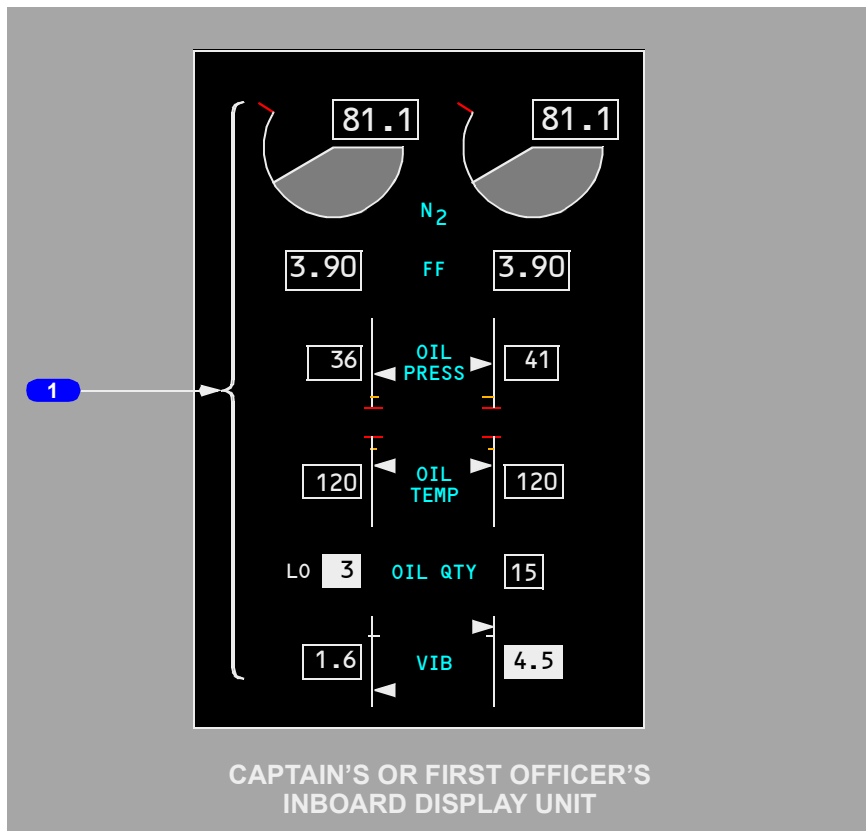 81.1 81.1
N2
3.90 FF 3.90
36 OIL PRESS 41
120 OIL TEMP 120
LO 3 OIL QTY 15
1.6 VIB 4.5
1
CAPTAIN'S OR FIRST OFFICER'S
INBOARD DISPLAY UNIT